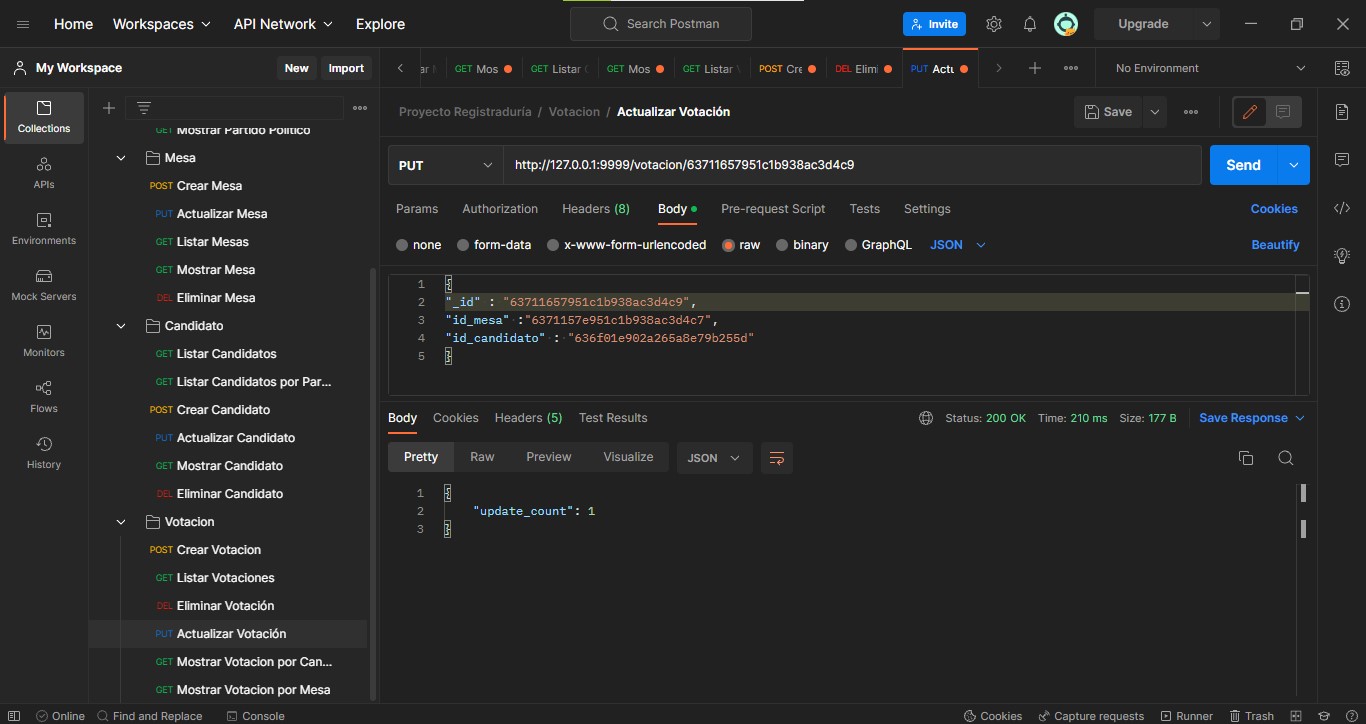 Home Workspaces API Network Explore Search Postman Invite Upgrade
My Workspace New Import
GET Mos GET Listar GET Mos GET Listar POST Cre DEL Elimi PUT Actu No Environment
Collections
APIs
Environments
Mock Servers
Monitors
Flows
History
GET Mostrar Partido Politico
Mesa
POST Crear Mesa
PUT Actualizar Mesa
GET Listar Mesas
GET Mostrar Mesa
DEL Eliminar Mesa
Candidato
GET Listar Candidatos
GET Listar Candidatos por Par...
POST Crear Candidato
PUT Actualizar Candidato
GET Mostrar Candidato
DEL Eliminar Candidato
Votacion
POST Crear Votacion
GET Listar Votaciones
DEL Eliminar Votación
PUT Actualizar Votación
GET Mostrar Votacion por Can...
GET Mostrar Votacion por Mesa
Proyecto Registraduría / Votacion / Actualizar Votación Save
PUT http://127.0.0.1:9999/votacion/63711657951c1b938ac3d4c9 Send
Params Authorization Headers (8) Body Pre-request Script Tests Settings Cookies
none form-data x-www-form-urlencoded raw binary GraphQL JSON Beautify
1 {
2 "_id" : "63711657951c1b938ac3d4c9",
3 "id_mesa" :"6371157e951c1b938ac3d4c7",
4 "id_candidato" : "636f01e902a265a8e79b255d"
5 }
Body Cookies Headers (5) Test Results Status: 200 OK Time: 210 ms Size: 177 B Save Response
Pretty Raw Preview Visualize JSON
1 {
2 "update_count": 1
3 }
Online Find and Replace Console Cookies Capture requests Runner Trash